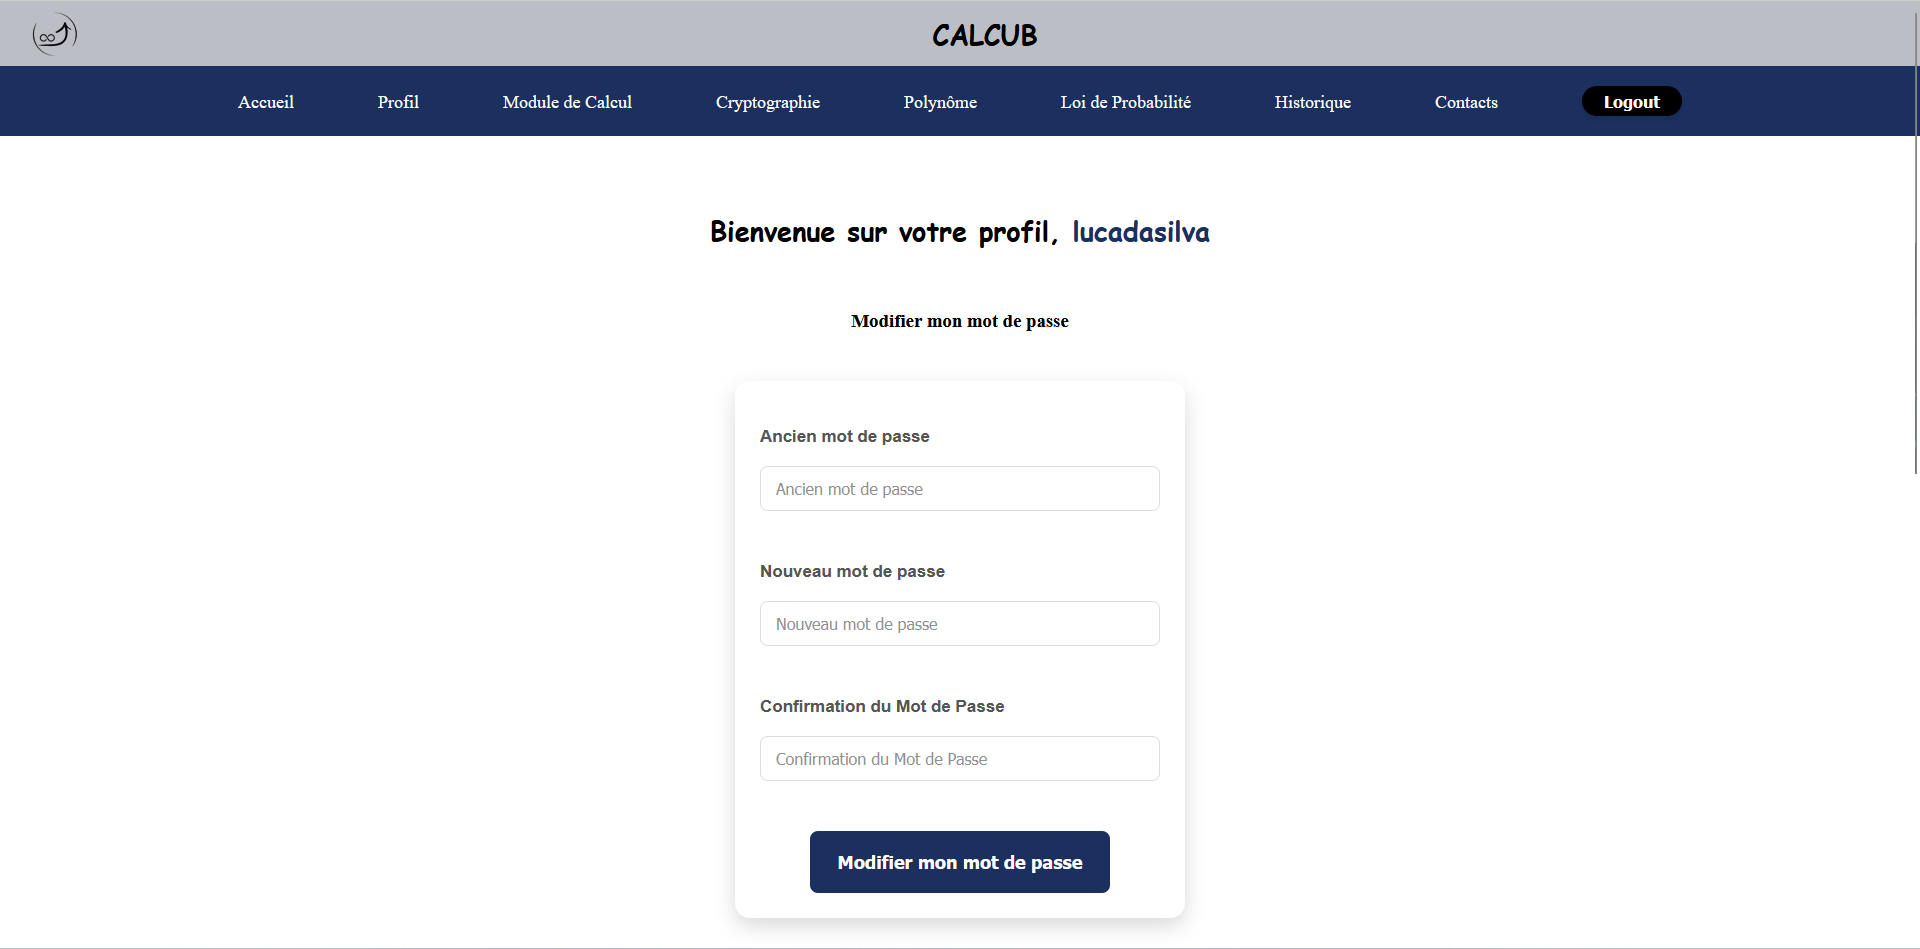 CALCUB
Accueil Profil Module de Calcul Cryptographie Polynôme Loi de Probabilité Historique Contacts Logout
Bienvenue sur votre profil, lucadasilva
Modifier mon mot de passe
Ancien mot de passe
Ancien mot de passe
Nouveau mot de passe
Nouveau mot de passe
Confirmation du Mot de Passe
Confirmation du Mot de Passe
Modifier mon mot de passe